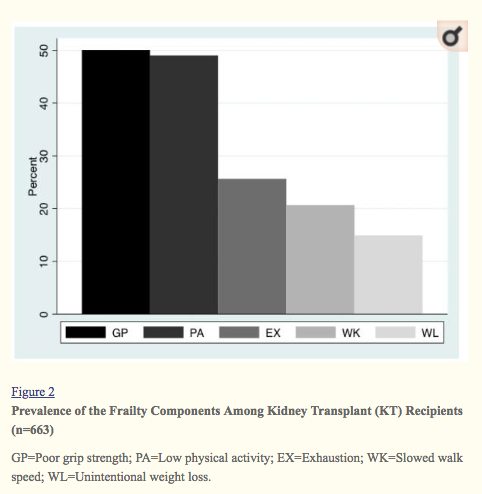 50
40
30
20
10
0
Percent
GP PA EX WK WL
Figure 2
Prevalence of the Frailty Components Among Kidney Transplant (KT) Recipients
(n=663)
GP=Poor grip strength; PA=Low physical activity; EX=Exhaustion; WK=Slowed walk
speed; WL=Unintentional weight loss.